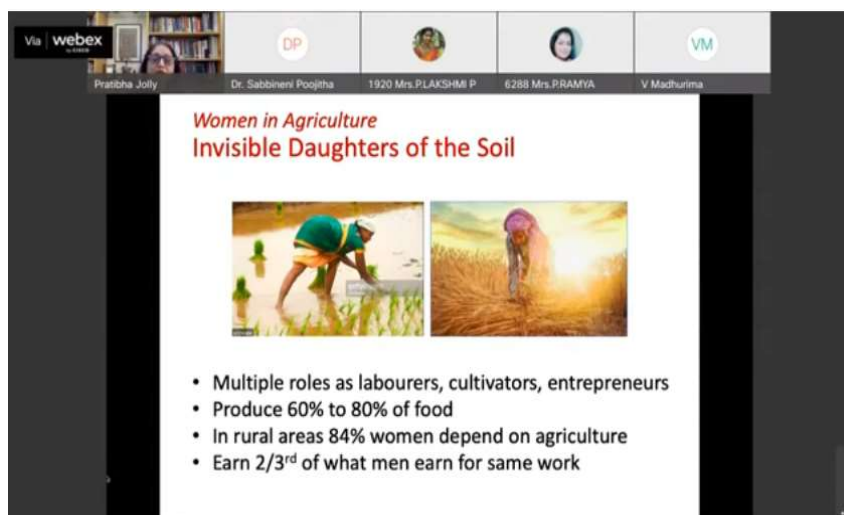 Via webex
by CISCO
DP
VM
Pratibha Jolly
Dr. Sabbineni Poojitha
1920 Mrs.P.LAKSHMI P
6288 Mrs.P.RAMYA
V Madhurima
Women in Agriculture
Invisible Daughters of the Soil
• Multiple roles as labourers, cultivators, entrepreneurs
• Produce 60% to 80% of food
• In rural areas 84% women depend on agriculture
• Earn 2/3rd of what men earn for same work